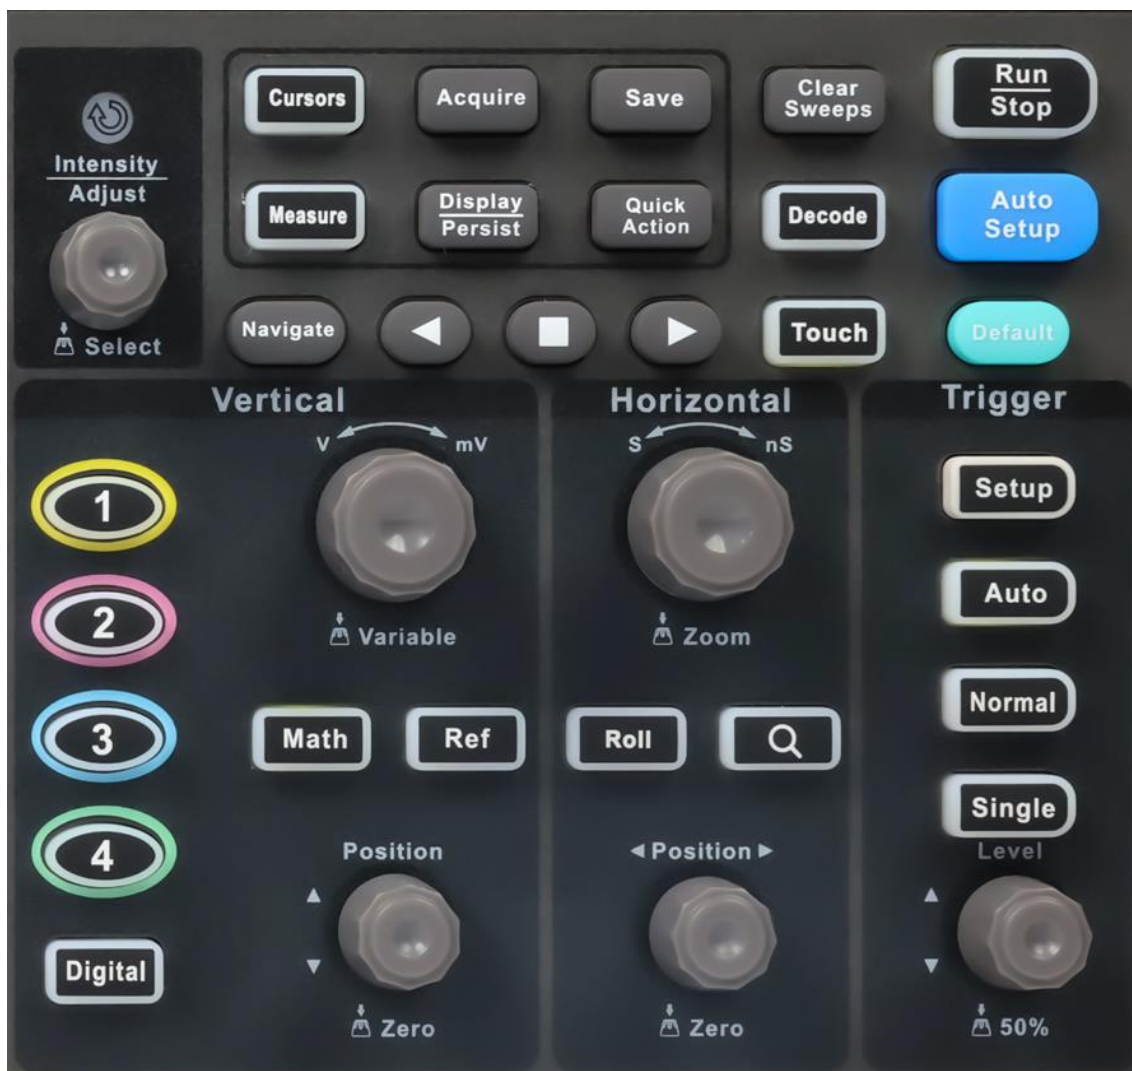 Intensity
Adjust
Select
Cursors
Acquire
Save
Measure
Display
Persist
Quick
Action
Clear
Sweeps
Run
Stop
Decode
Auto
Setup
Navigate
Touch
Default
Vertical
V
mV
1
2
3
4
Digital
Variable
Math
Ref
Position
Zero
Horizontal
S
nS
Zoom
Roll
Position
Zero
Trigger
Setup
Auto
Normal
Single
Level
50%